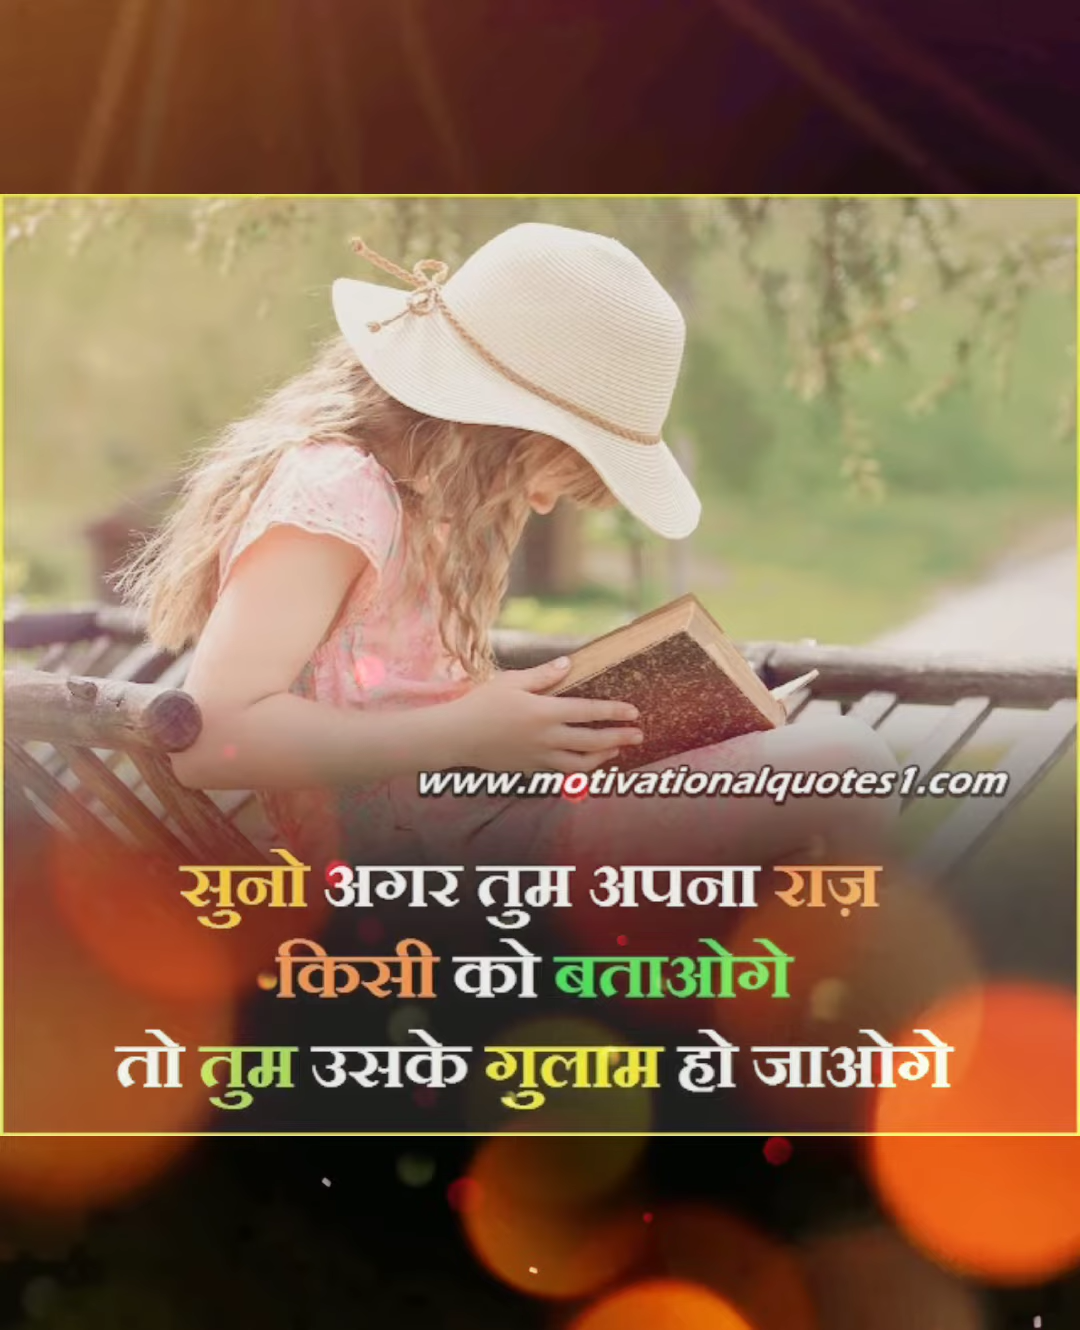 www.motivationalquotes1.com
सुनो अगर तुम अपना राज़
किसी को बताओगे
तो तुम उसके गुलाम हो जाओगे